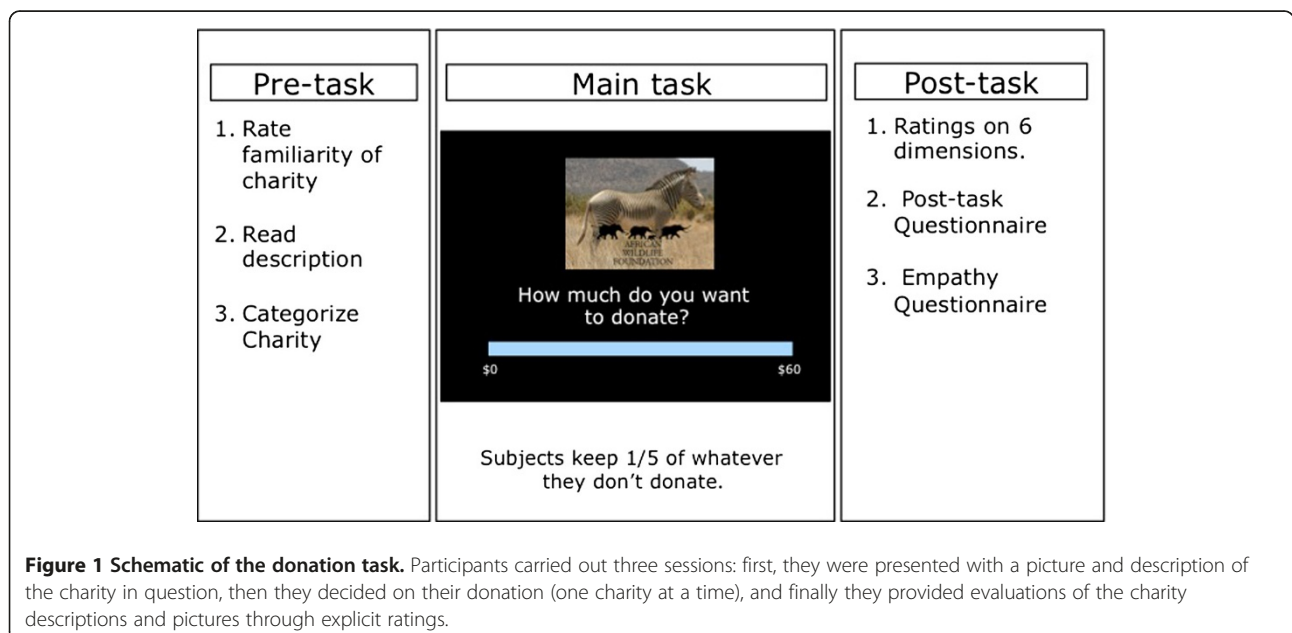 Pre-task
1. Rate
familiarity of
charity
2. Read
description
3. Categorize
Charity
Main task
AFRICAN
WILDLIFE
FOUNDATION
How much do you want
to donate?
$0
$60
Subjects keep 1/5 of whatever
they don't donate.
Post-task
1. Ratings on 6
dimensions.
2. Post-task
Questionnaire
3. Empathy
Questionnaire
Figure 1 Schematic of the donation task. Participants carried out three sessions: first, they were presented with a picture and description of
the charity in question, then they decided on their donation (one charity at a time), and finally they provided evaluations of the charity
descriptions and pictures through explicit ratings.